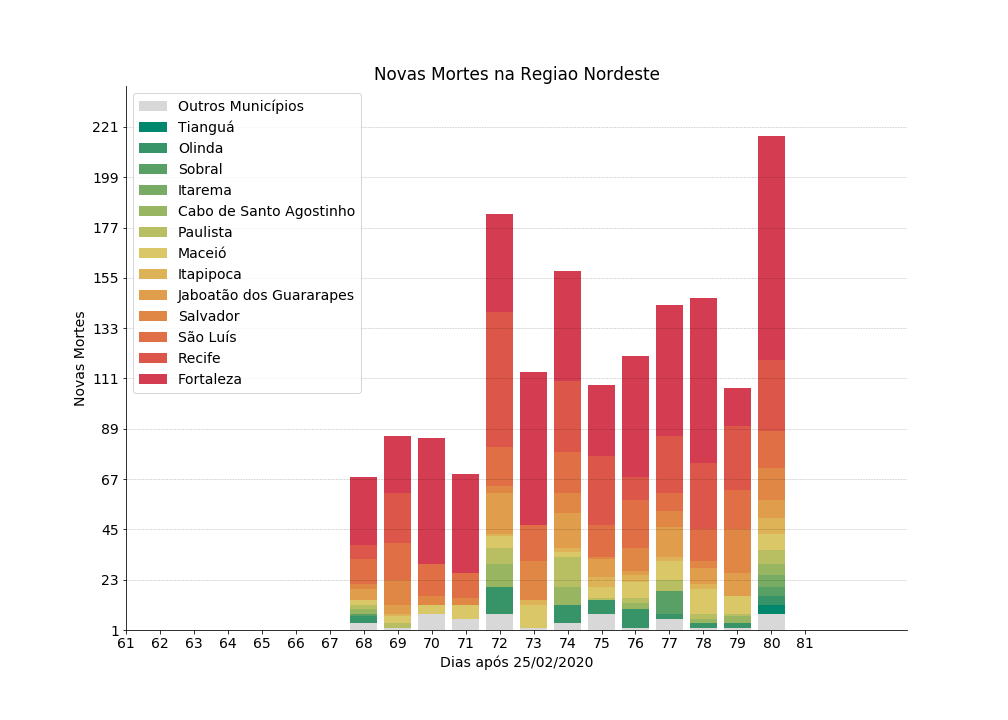 Novas Mortes na Regiao Nordeste
Outros Municípios
Tianguá
Olinda
Sobral
Itarema
Cabo de Santo Agostinho
Paulista
Maceió
Itapipoca
Jaboatão dos Guararapes
Salvador
São Luís
Recife
Fortaleza
Novas Mortes
221
199
177
155
133
111
89
67
45
23
1
61 62 63 64 65 66 67 68 69 70 71 72 73 74 75 76 77 78 79 80 81
Dias após 25/02/2020